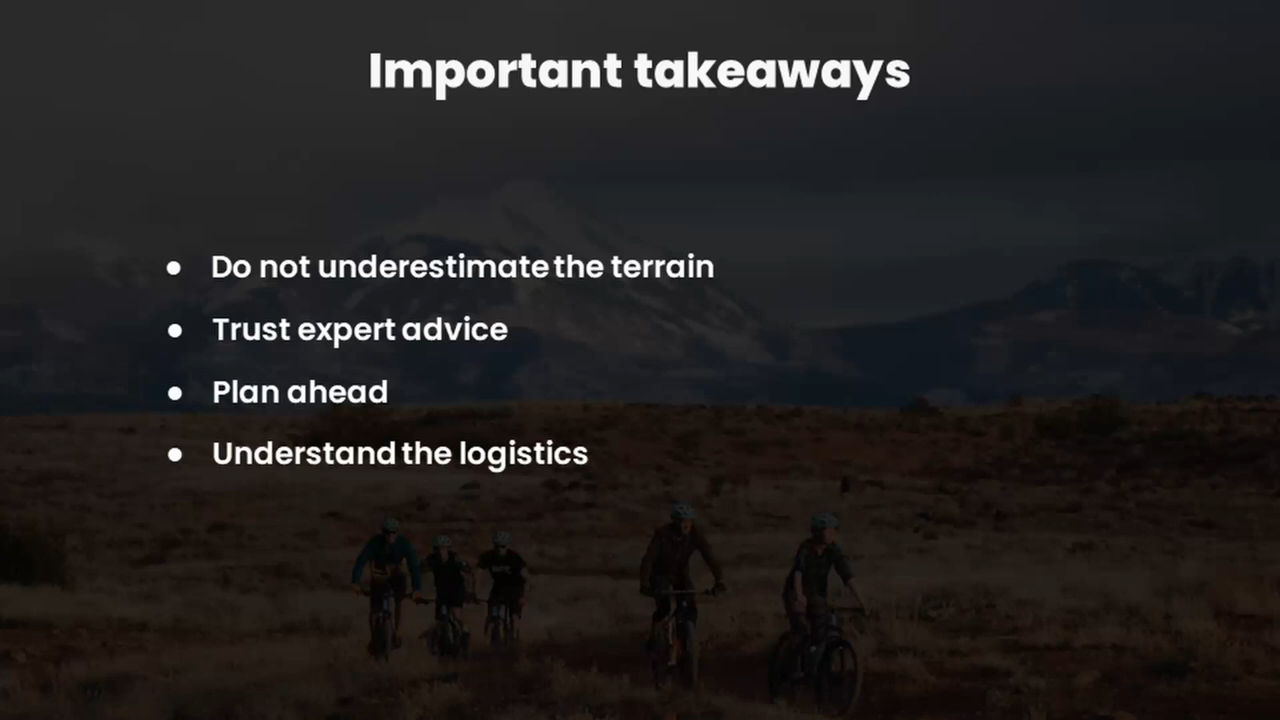 Important takeaways
● Do not underestimate the terrain
● Trust expert advice
● Plan ahead
● Understand the logistics